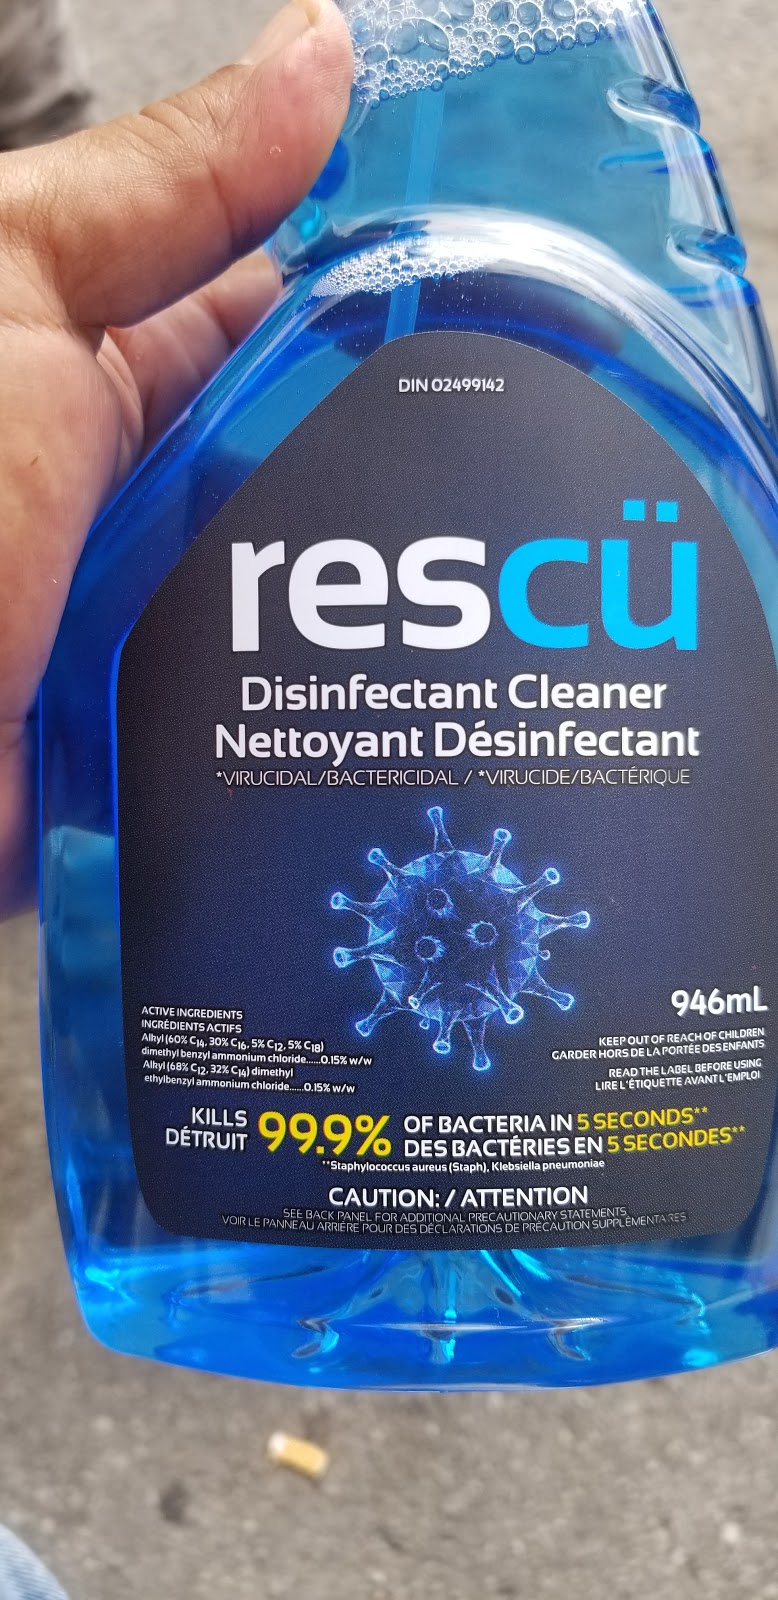 DIN 02499142
rescü
Disinfectant Cleaner
Nettoyant Désinfectant
*VIRUCIDAL/BACTERICIDAL / *VIRUCIDE/BACTÉRIQUE
946mL
ACTIVE INGREDIENTS
INGRÉDIENTS ACTIFS
Alkyl (60% C14, 30% C16, 5% C12, 5% C18)
dimethyl benzyl ammonium chloride......0.15% w/w
Alkyl (68% C12, 32% C14) dimethyl
ethylbenzyl ammonium chloride......0.15% w/w
KEEP OUT OF REACH OF CHILDREN
GARDER HORS DE LA PORTÉE DES ENFANTS
READ THE LABEL BEFORE USING
LIRE L'ÉTIQUETTE AVANT L'EMPLOI
KILLS
DÉTRUIT
99.9%
OF BACTERIA IN 5 SECONDS**
DES BACTÉRIES EN 5 SECONDES**
**Staphylococcus aureus (Staph), Klebsiella pneumoniae
CAUTION: / ATTENTION
SEE BACK PANEL FOR ADDITIONAL PRECAUTIONARY STATEMENTS
VOIR LE PANNEAU ARRIÈRE POUR DES DÉCLARATIONS DE PRÉCAUTION SUPPLÉMENTAIRES